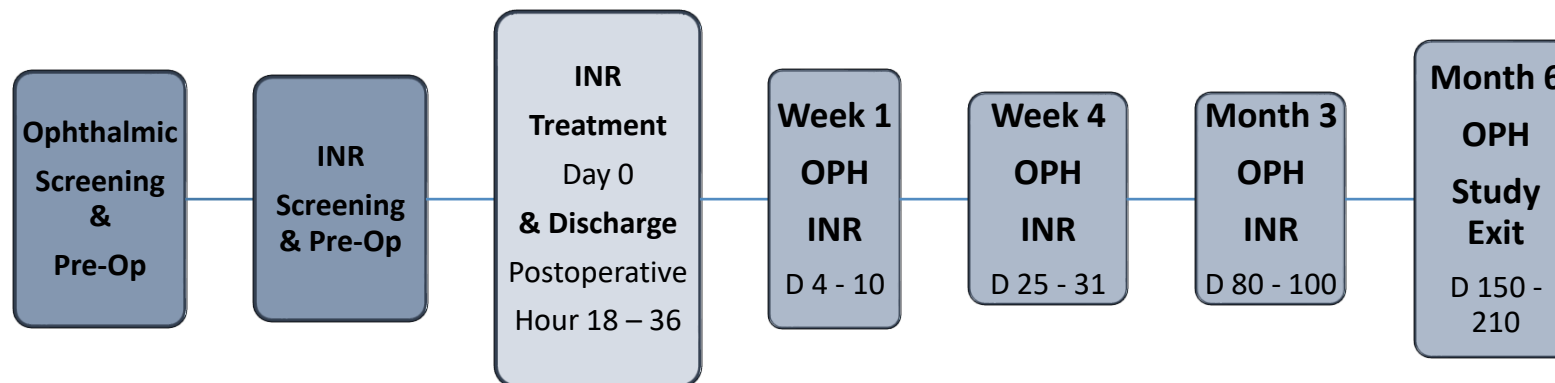 Ophthalmic
Screening
&
Pre-Op
INR
Screening
& Pre-Op
INR
Treatment
Day 0
& Discharge
Postoperative
Hour 18 – 36
Week 1
OPH
INR
D 4 - 10
Week 4
OPH
INR
D 25 - 31
Month 3
OPH
INR
D 80 - 100
Month 6
OPH
Study
Exit
D 150 -
210